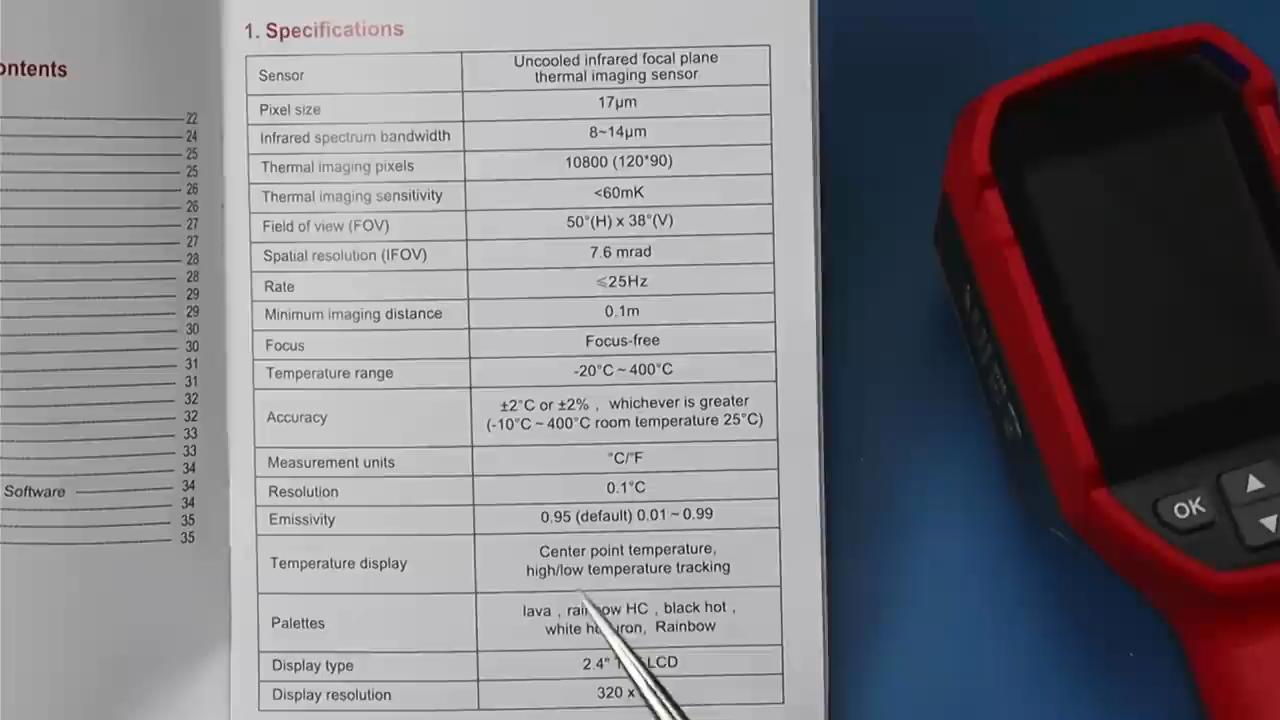 ontents
22
24
25
25
26
26
27
27
28
28
29
29
30
30
31
31
32
32
33
33
34
Software 34
34
35
35
1. Specifications
Sensor Uncooled infrared focal plane
thermal imaging sensor
Pixel size 17μm
Infrared spectrum bandwidth 8~14μm
Thermal imaging pixels 10800 (120*90)
Thermal imaging sensitivity <60mK
Field of view (FOV) 50°(H) x 38°(V)
Spatial resolution (IFOV) 7.6 mrad
Rate ≤25Hz
Minimum imaging distance 0.1m
Focus Focus-free
Temperature range -20°C ~ 400°C
Accuracy ±2°C or ±2% , whichever is greater
(-10°C ~ 400°C room temperature 25°C)
Measurement units °C/°F
Resolution 0.1°C
Emissivity 0.95 (default) 0.01 ~ 0.99
Temperature display Center point temperature,
high/low temperature tracking
Palettes lava , rainbow HC , black hot ,
white hot, iron, Rainbow
Display type 2.4" LCD
Display resolution 320 x
OK